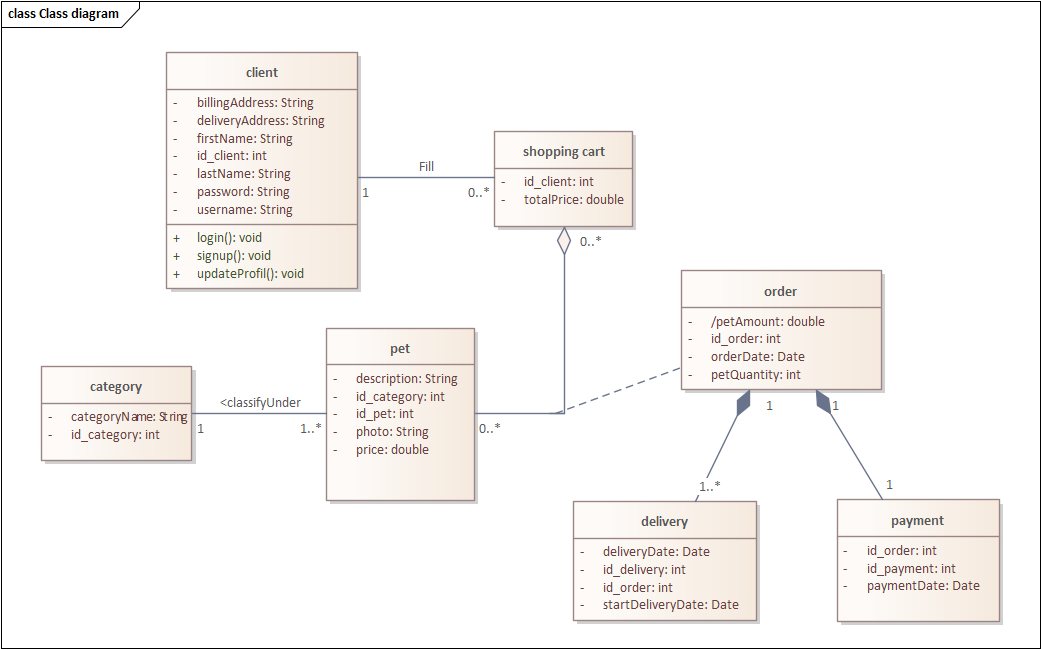 class Class diagram
client
- billingAddress: String
- deliveryAddress: String
- firstName: String
- id_client: int
- lastName: String
- password: String
- username: String
+ login(): void
+ signup(): void
+ updateProfil(): void
Fill
1
0..*
shopping cart
- id_client: int
- totalPrice: double
0..*
order
- /petAmount: double
- id_order: int
- orderDate: Date
- petQuantity: int
pet
- description: String
- id_category: int
- id_pet: int
- photo: String
- price: double
0..*
category
- categoryName: String
- id_category: int
<classifyUnder
1
1..*
1
1
1..*
1
delivery
- deliveryDate: Date
- id_delivery: int
- id_order: int
- startDeliveryDate: Date
payment
- id_order: int
- id_payment: int
- paymentDate: Date